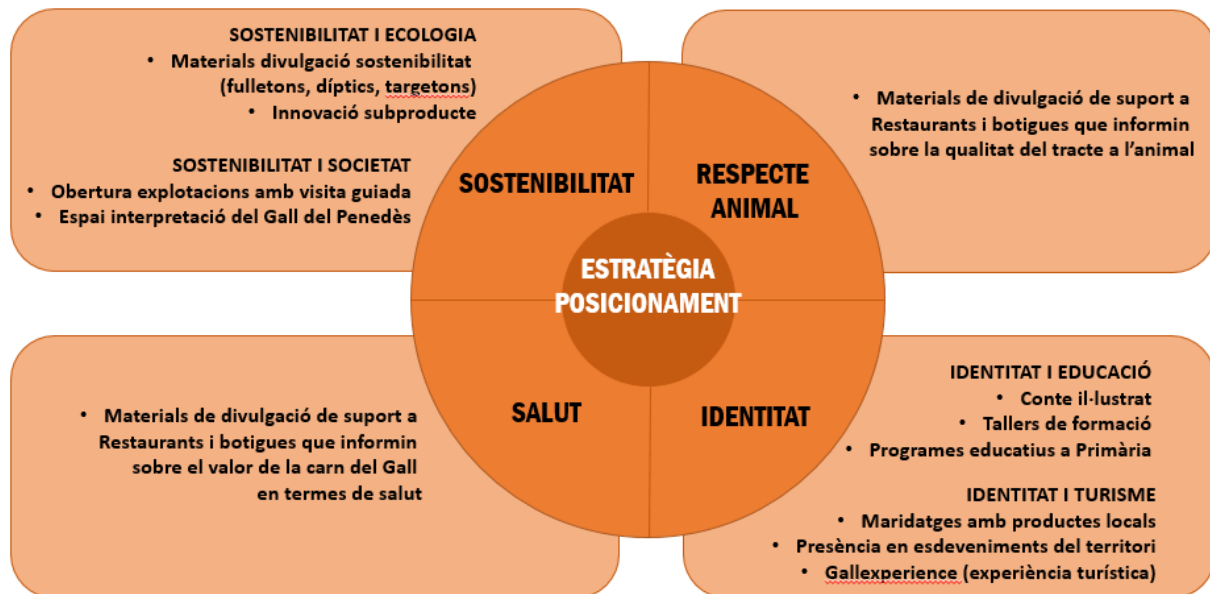 SOSTENIBILITAT I ECOLOGIA
• Materials divulgació sostenibilitat
(fulletons, díptics, targetons)
• Innovació subproducte
SOSTENIBILITAT I SOCIETAT
• Obertura explotacions amb visita guiada
• Espai interpretació del Gall del Penedès
• Materials de divulgació de suport a
Restaurants i botigues que informin
sobre la qualitat del tracte a l'animal
SOSTENIBILITAT
RESPECTE
ANIMAL
ESTRATÈGIA
POSICIONAMENT
SALUT
IDENTITAT
• Materials de divulgació de suport a
Restaurants i botigues que informin
sobre el valor de la carn del Gall
en termes de salut
IDENTITAT I EDUCACIÓ
• Conte il·lustrat
• Tallers de formació
• Programes educatius a Primària
IDENTITAT I TURISME
• Maridatges amb productes locals
• Presència en esdeveniments del territori
• Gallexperience (experiència turística)